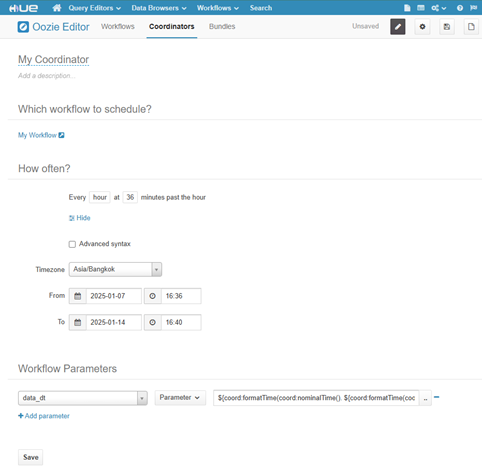 HUE Query Editors Data Browsers Workflows Search
Oozie Editor Workflows Coordinators Bundles Unsaved
My Coordinator
Add a description...
Which workflow to schedule?
My Workflow
How often?
Every hour at 36 minutes past the hour
Hide
Advanced syntax
Timezone Asia/Bangkok
From 2025-01-07 16:36
To 2025-01-14 16:40
Workflow Parameters
data_dt Parameter ${coord:formatTime(coord:nominalTime(). ${coord:formatTime(coc ..
Add parameter
Save